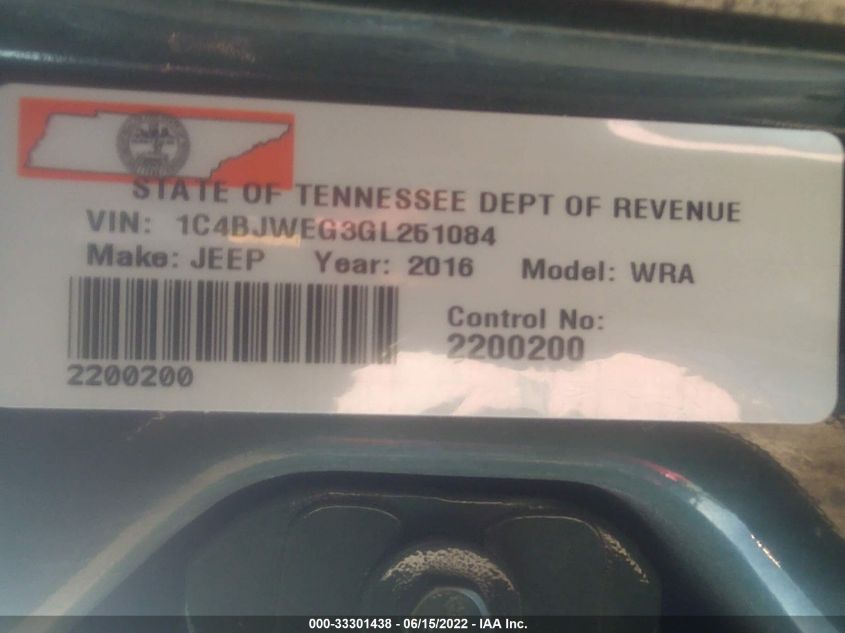 STATE OF TENNESSEE DEPT OF REVENUE
VIN: 1C4BJWEG3GL251084
Make: JEEP Year: 2016 Model: WRA
Control No:
2200200
2200200
000-33301438 - 06/15/2022 - IAA Inc.